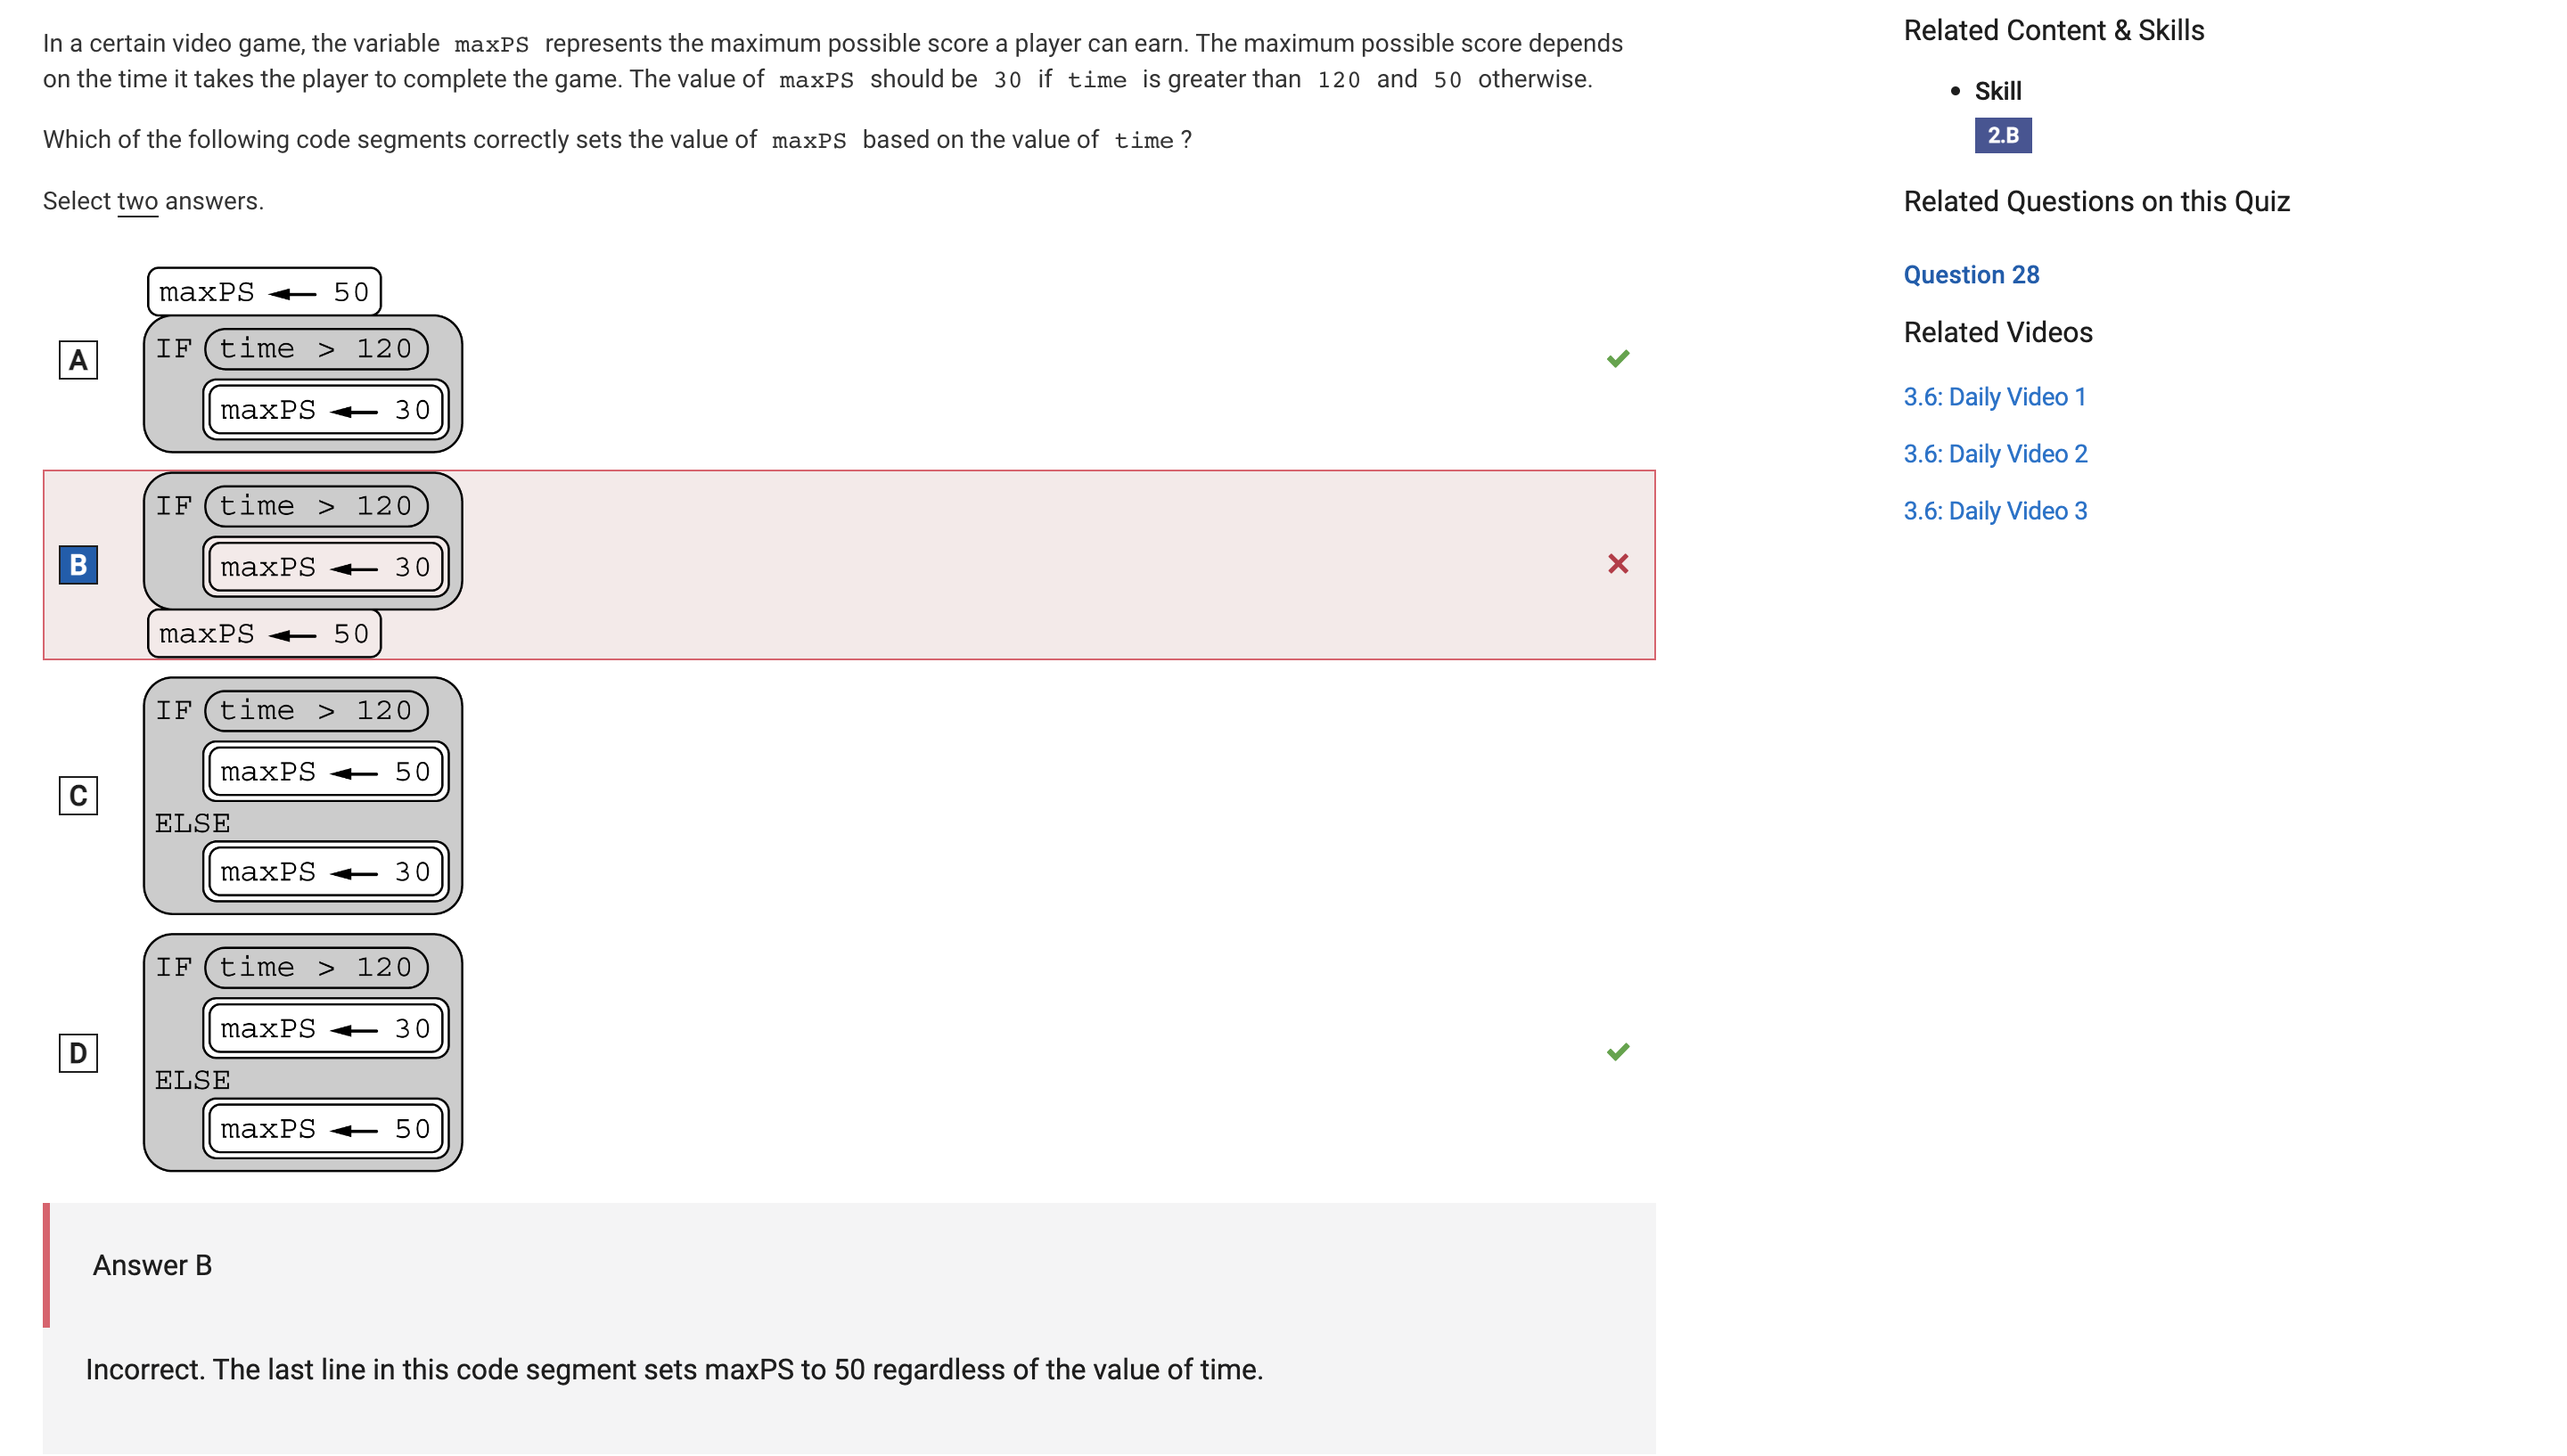 In a certain video game, the variable maxPS represents the maximum possible score a player can earn. The maximum possible score depends
on the time it takes the player to complete the game. The value of maxPS should be 30 if time is greater than 120 and 50 otherwise.
Which of the following code segments correctly sets the value of maxPS based on the value of time ?
Select two answers.
A
maxPS ← 50
IF time > 120
maxPS ← 30
B
IF time > 120
maxPS ← 30
maxPS ← 50
C
IF time > 120
maxPS ← 50
ELSE
maxPS ← 30
D
IF time > 120
maxPS ← 30
ELSE
maxPS ← 50
Answer B
Incorrect. The last line in this code segment sets maxPS to 50 regardless of the value of time.
Related Content & Skills
• Skill
2.B
Related Questions on this Quiz
Question 28
Related Videos
3.6: Daily Video 1
3.6: Daily Video 2
3.6: Daily Video 3